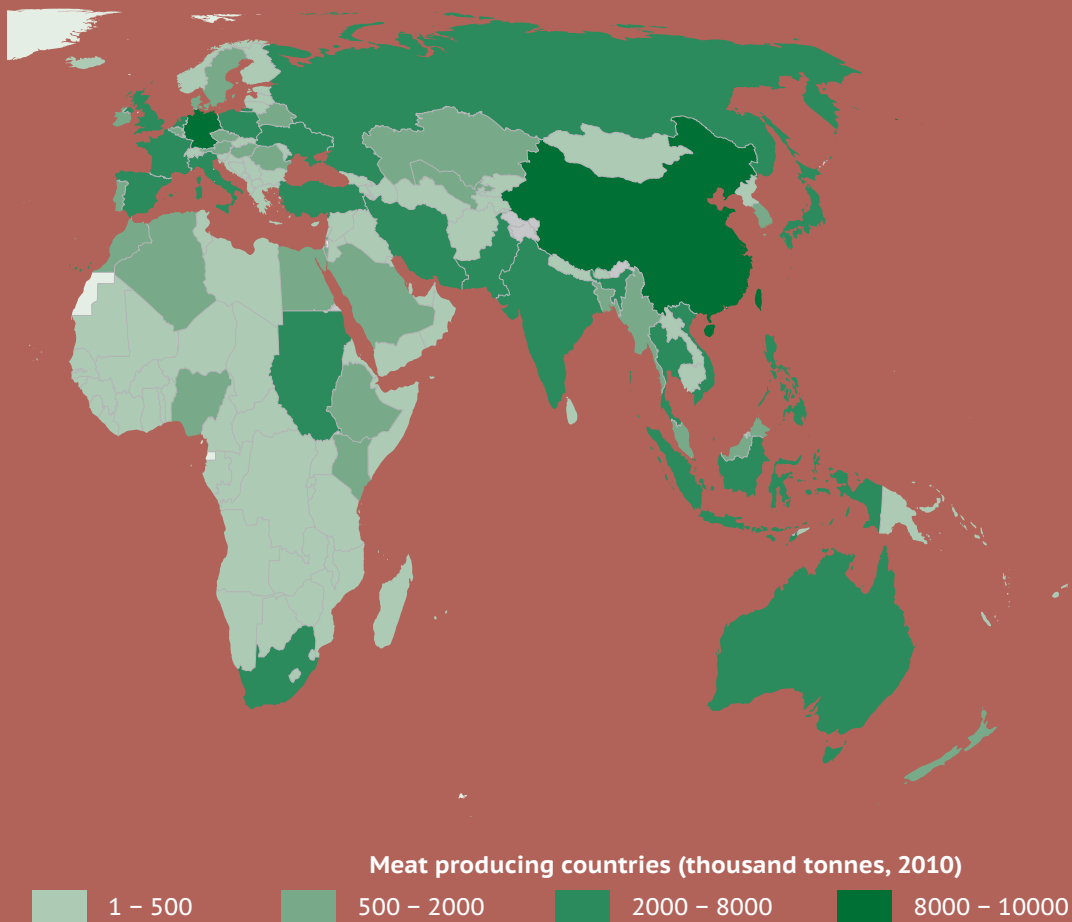 Meat producing countries (thousand tonnes, 2010)
1 – 500 500 – 2000 2000 – 8000 8000 – 10000